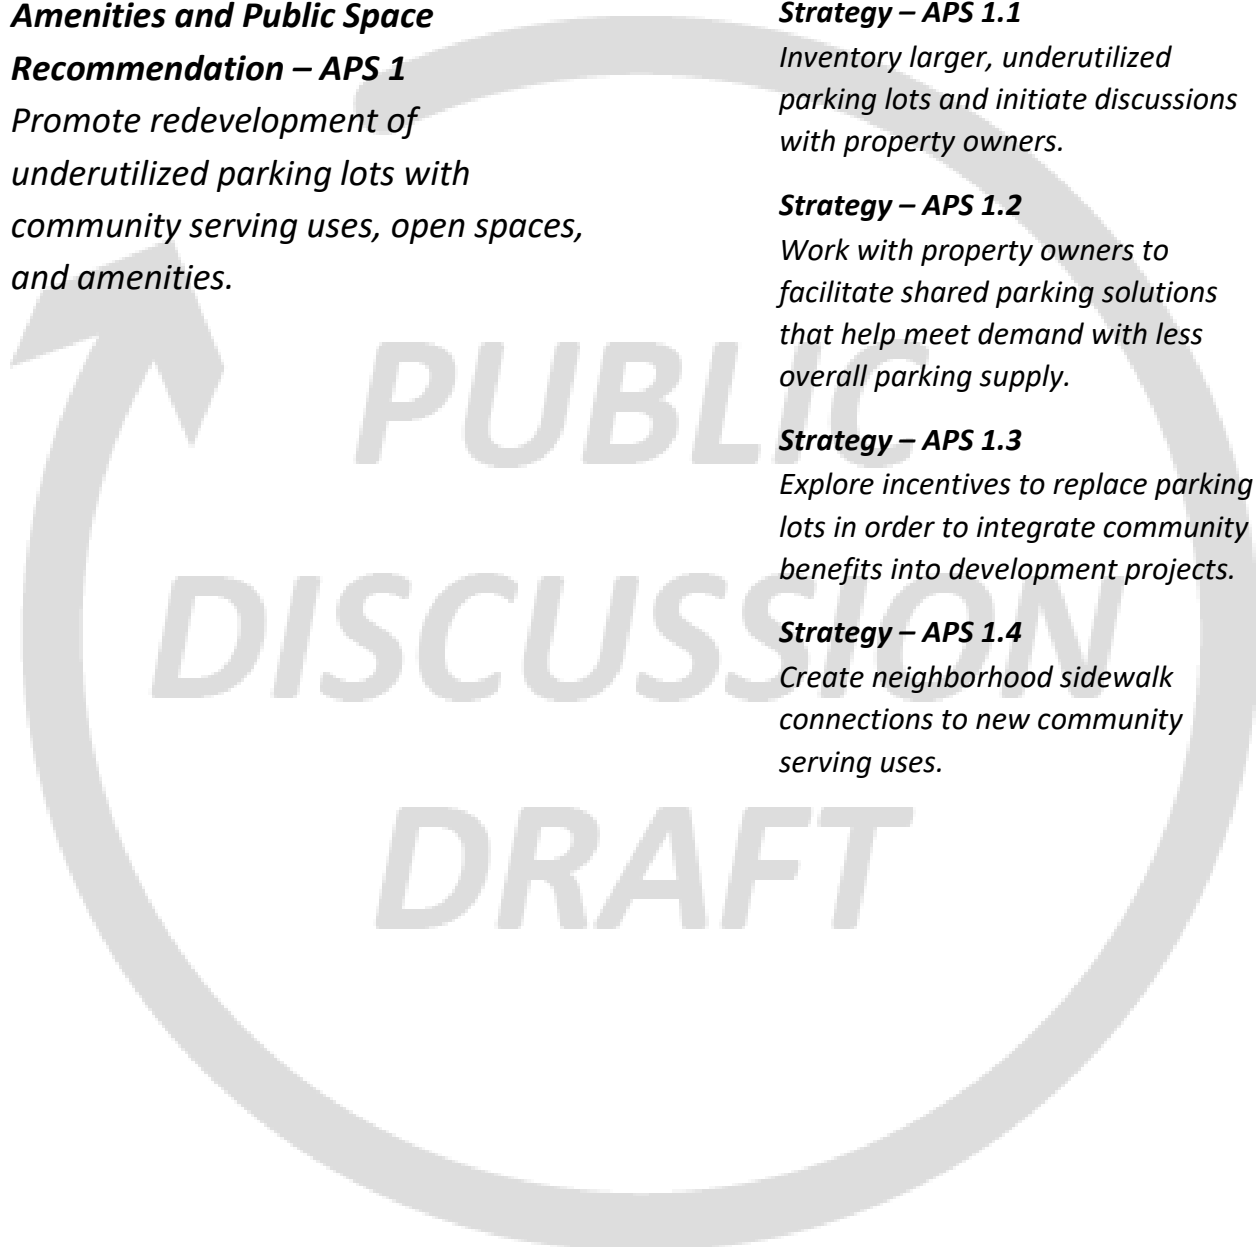 Amenities and Public Space
Recommendation – APS 1
Promote redevelopment of
underutilized parking lots with
community serving uses, open spaces,
and amenities.
Strategy – APS 1.1
Inventory larger, underutilized
parking lots and initiate discussions
with property owners.
Strategy – APS 1.2
Work with property owners to
facilitate shared parking solutions
that help meet demand with less
overall parking supply.
Strategy – APS 1.3
Explore incentives to replace parking
lots in order to integrate community
benefits into development projects.
Strategy – APS 1.4
Create neighborhood sidewalk
connections to new community
serving uses.
PUBLIC
DISCUSSION
DRAFT